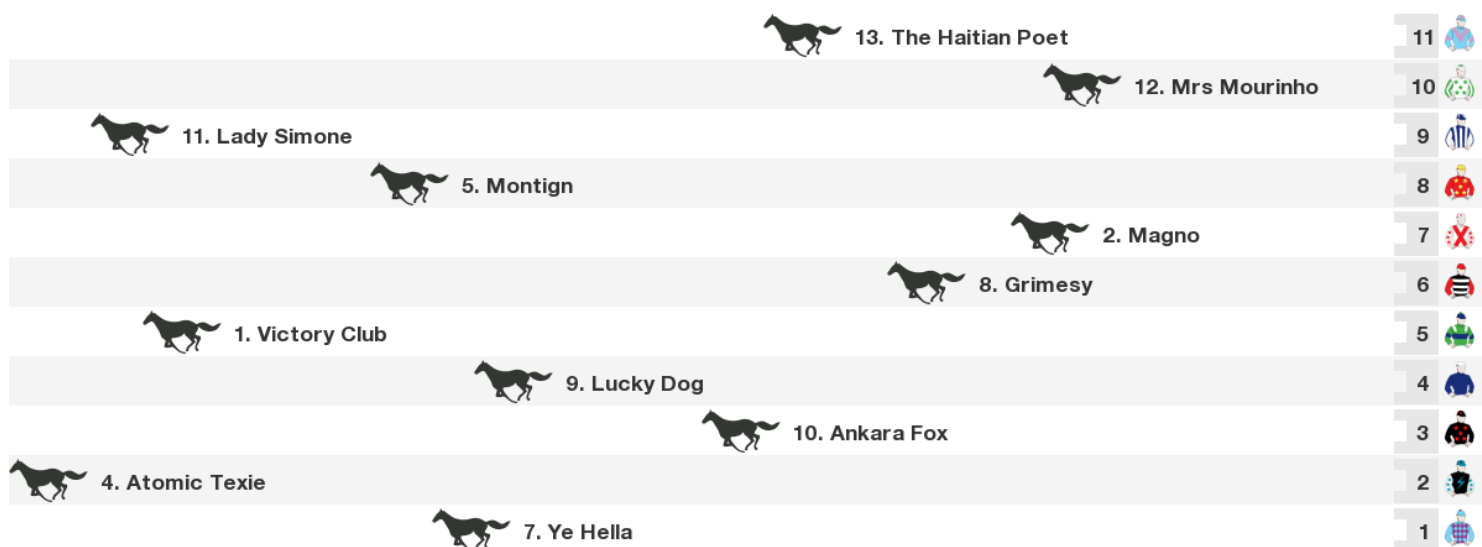 13. The Haitian Poet 11
12. Mrs Mourinho 10
11. Lady Simone 9
5. Montign 8
2. Magno 7
8. Grimesy 6
1. Victory Club 5
9. Lucky Dog 4
10. Ankara Fox 3
4. Atomic Texie 2
7. Ye Hella 1